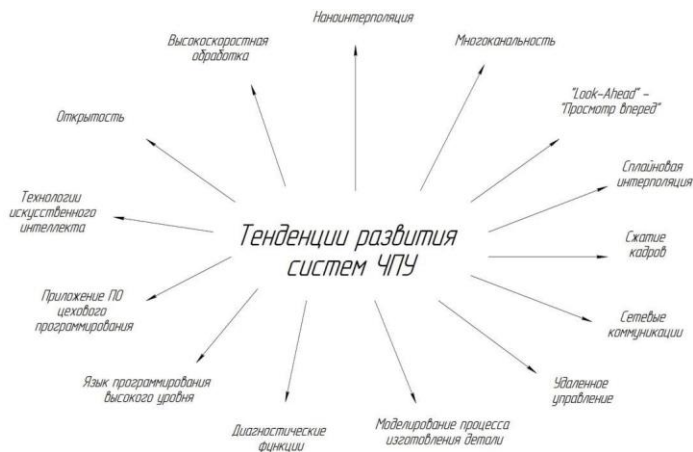 Наноинтерполяция
Высокоскоростная
обработка
Многоканальность
"Look-Ahead" –
"Просмотр вперед"
Открытость
Сплайновая
интерполяция
Технологии
искусственного
интеллекта
Тенденции развития
систем ЧПУ
Сжатие
кадров
Приложение ПО
цехового
программирования
Сетевые
коммуникации
Язык программирования
высокого уровня
Удаленное
управление
Диагностические
функции
Моделирование процесса
изготовления детали